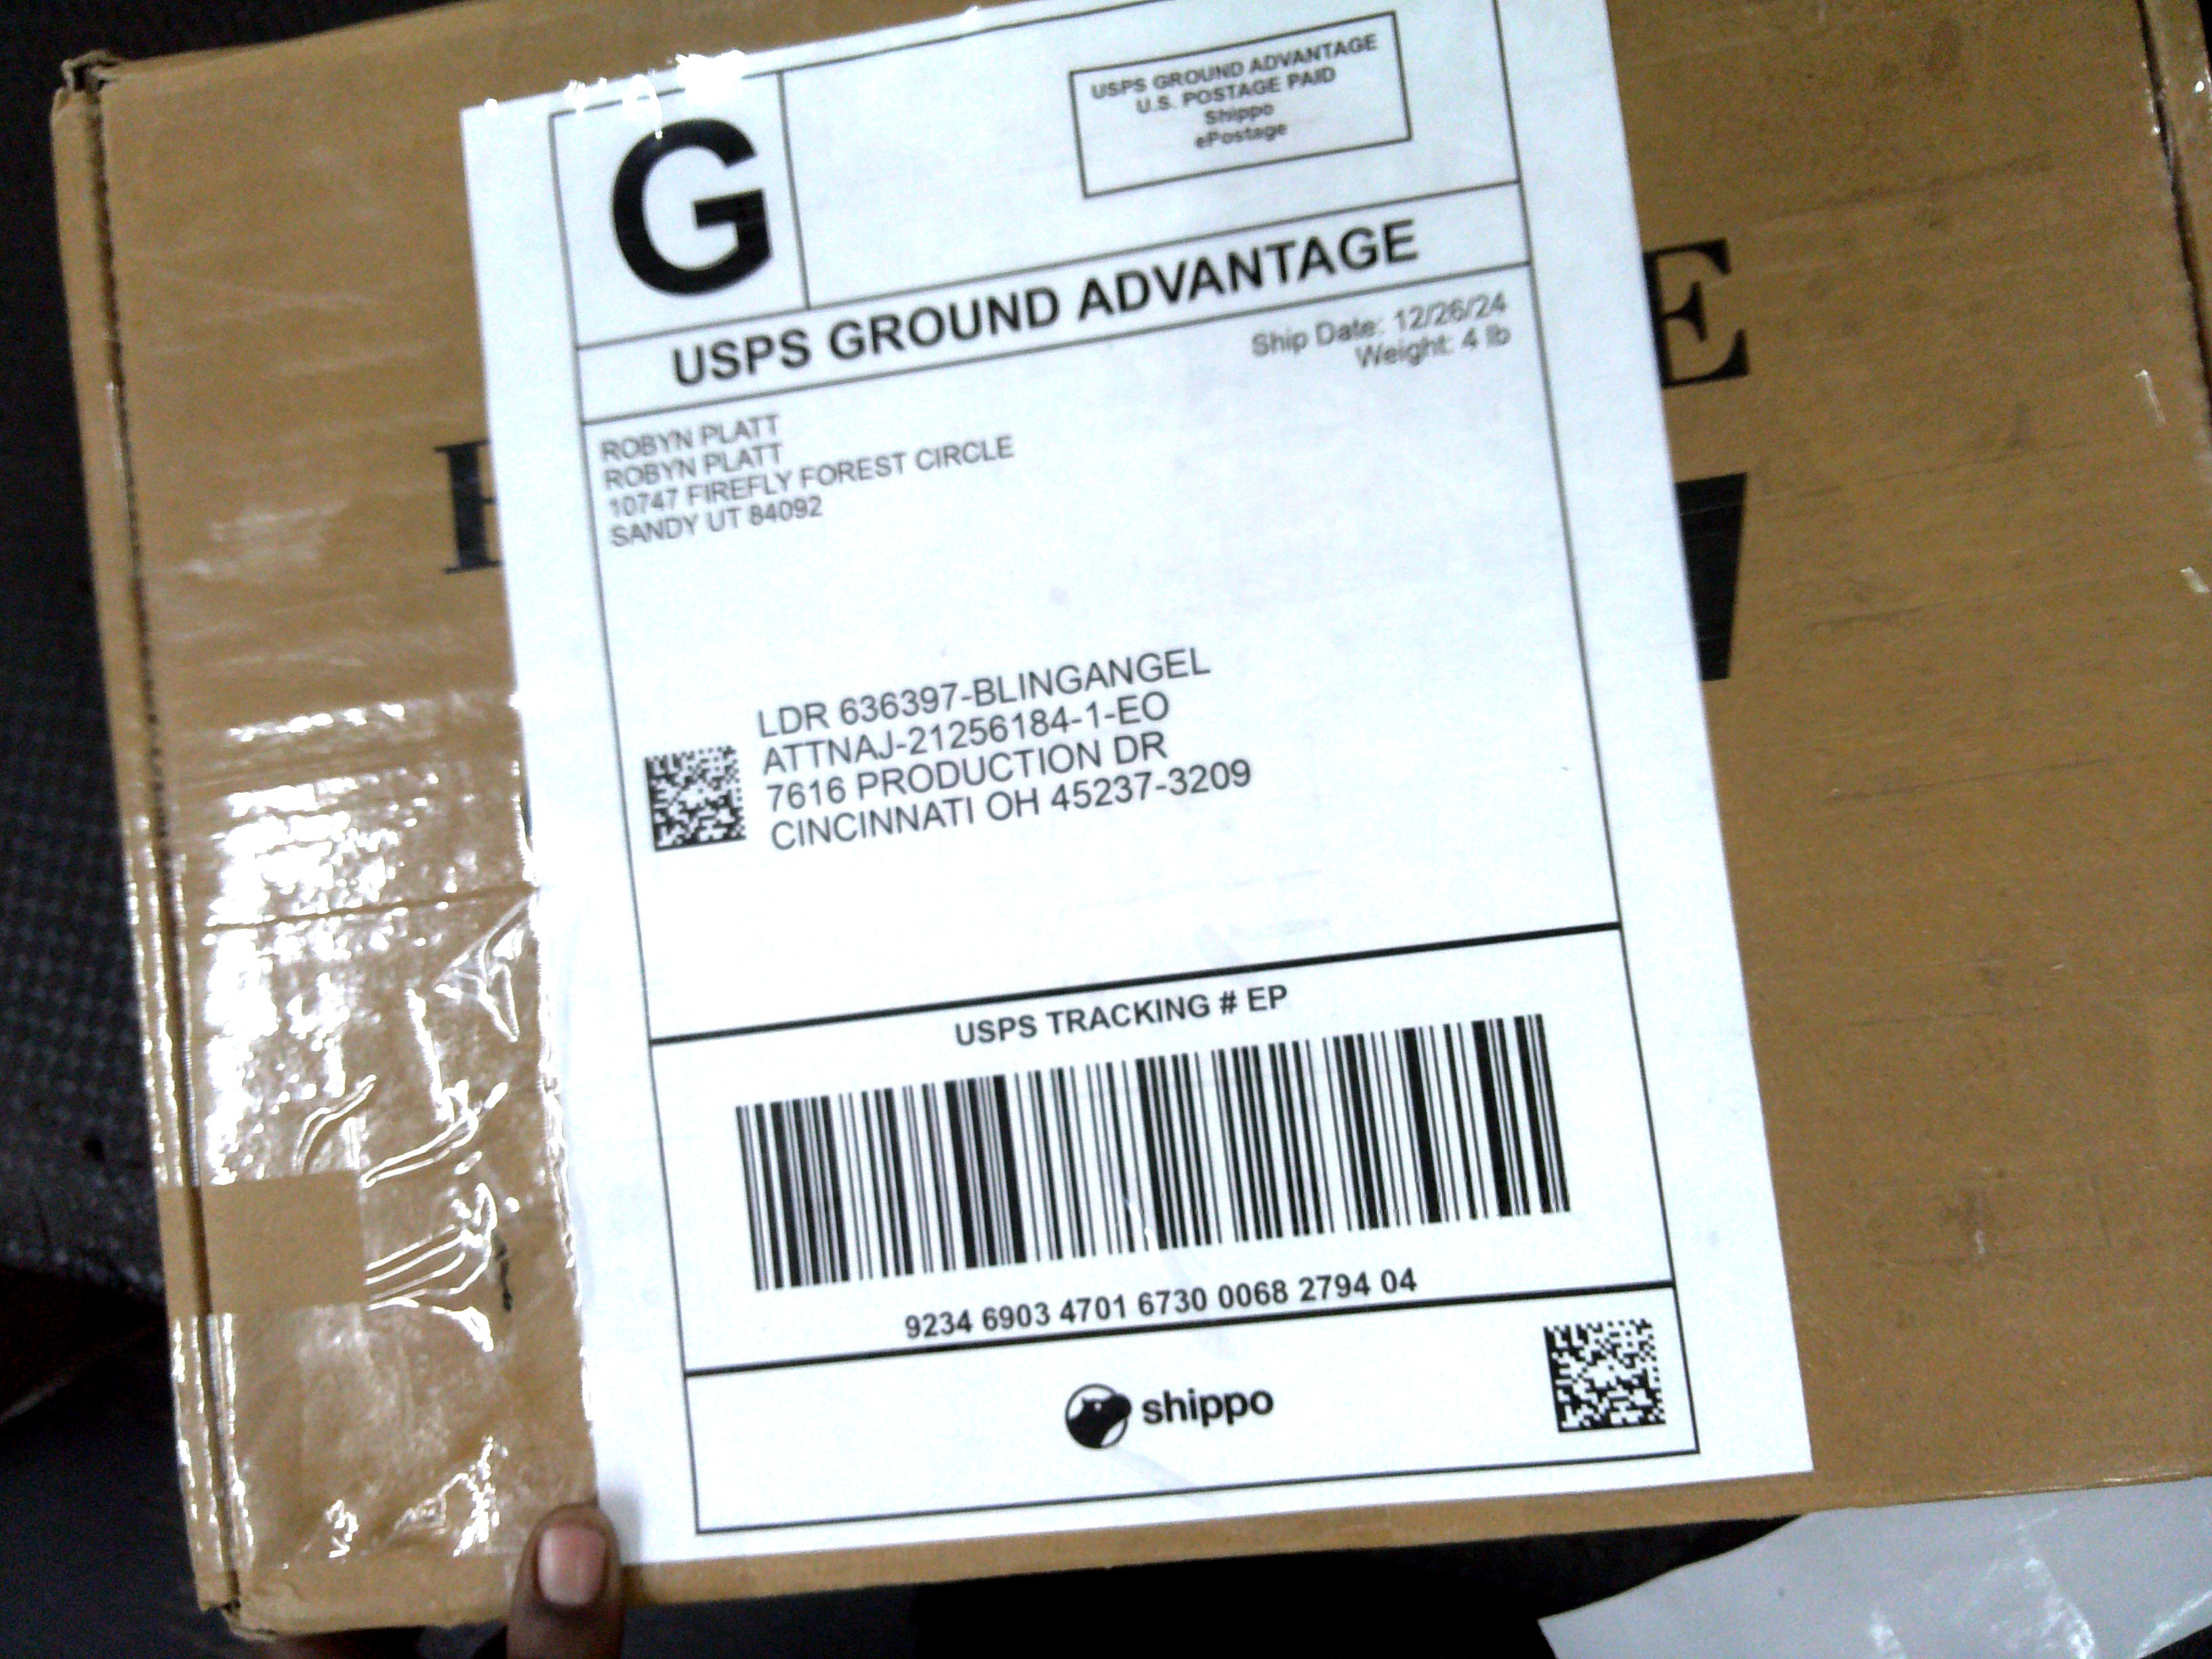 G
USPS GROUND ADVANTAGE
U.S. POSTAGE PAID
Shippo
ePostage
USPS GROUND ADVANTAGE
Ship Date: 12/26/24
Weight: 4 lb
ROBYN PLATT
ROBYN PLATT
10747 FIREFLY FOREST CIRCLE
SANDY UT 84092
LDR 636397-BLINGANGEL
ATTNAJ-21256184-1-EO
7616 PRODUCTION DR
CINCINNATI OH 45237-3209
USPS TRACKING # EP
9234 6903 4701 6730 0068 2794 04
shippo
E